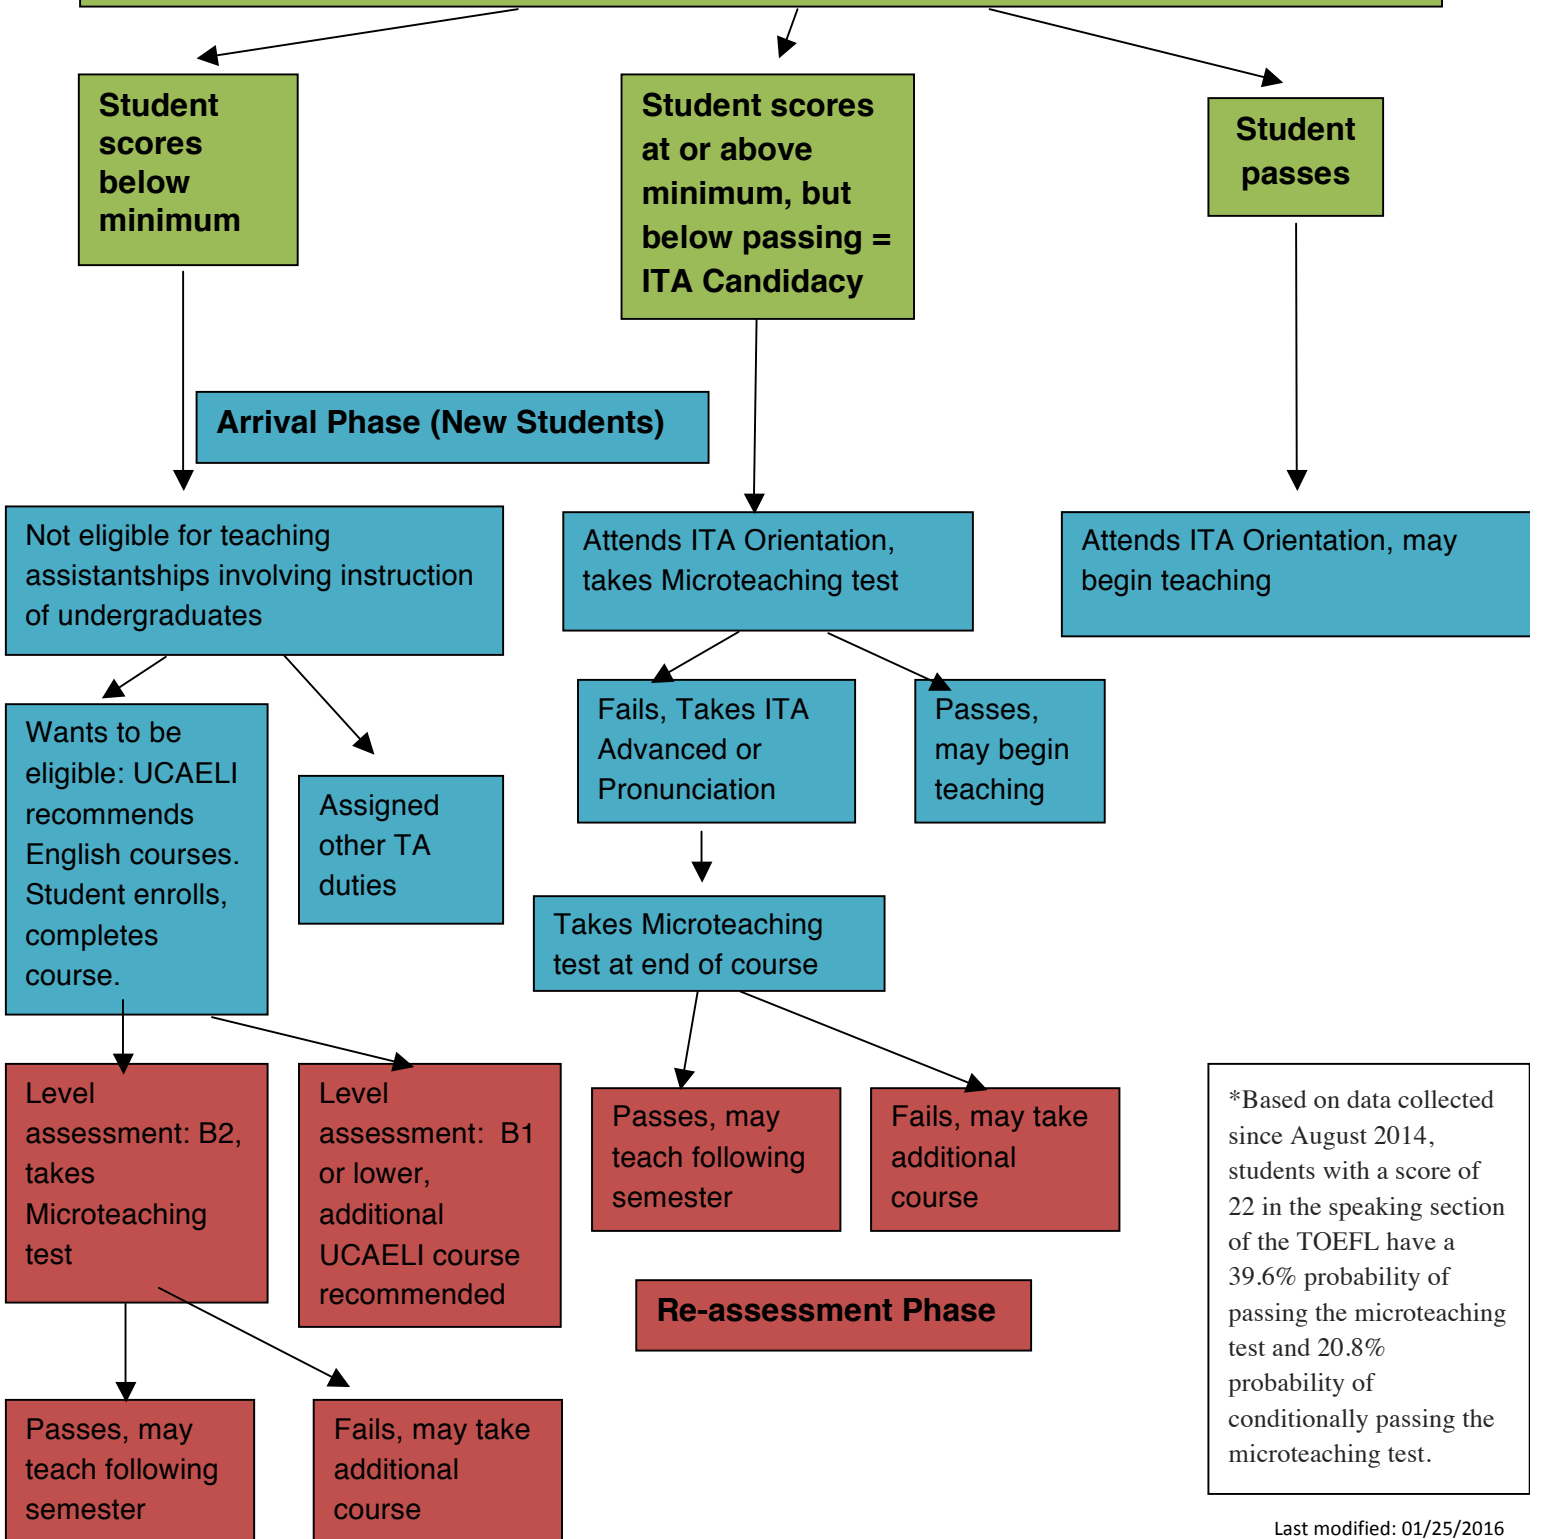 Student
scores
below
minimum
Student scores
at or above
minimum, but
below passing =
ITA Candidacy
Student
passes
Arrival Phase (New Students)
Not eligible for teaching
assistantships involving instruction
of undergraduates
Attends ITA Orientation,
takes Microteaching test
Attends ITA Orientation, may
begin teaching
Wants to be
eligible: UCAELI
recommends
English courses.
Student enrolls,
completes
course.
Assigned
other TA
duties
Fails, Takes ITA
Advanced or
Pronunciation
Passes,
may begin
teaching
Takes Microteaching
test at end of course
Level
assessment: B2,
takes
Microteaching
test
Level
assessment:  B1
or lower,
additional
UCAELI course
recommended
Passes, may
teach following
semester
Fails, may take
additional
course
Re-assessment Phase
Passes, may
teach following
semester
Fails, may take
additional
course
*Based on data collected
since August 2014,
students with a score of
22 in the speaking section
of the TOEFL have a
39.6% probability of
passing the microteaching
test and 20.8%
probability of
conditionally passing the
microteaching test.
Last modified: 01/25/2016